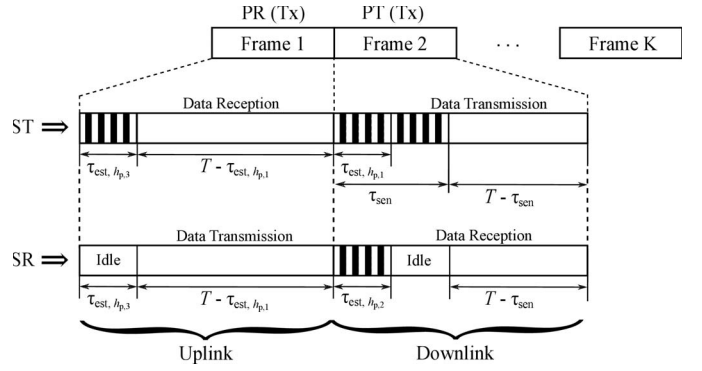 PR (Tx) PT (Tx)
Frame 1 Frame 2 . . . Frame K
Data Reception Data Transmission
ST ⇒
τest, hp,3 T - τest, hp,1 τest, hp,1
τsen T - τsen
Data Transmission Data Reception
SR ⇒ Idle Idle
τest, hp,3 T - τest, hp,1 τest, hp,2 T - τsen
Uplink Downlink